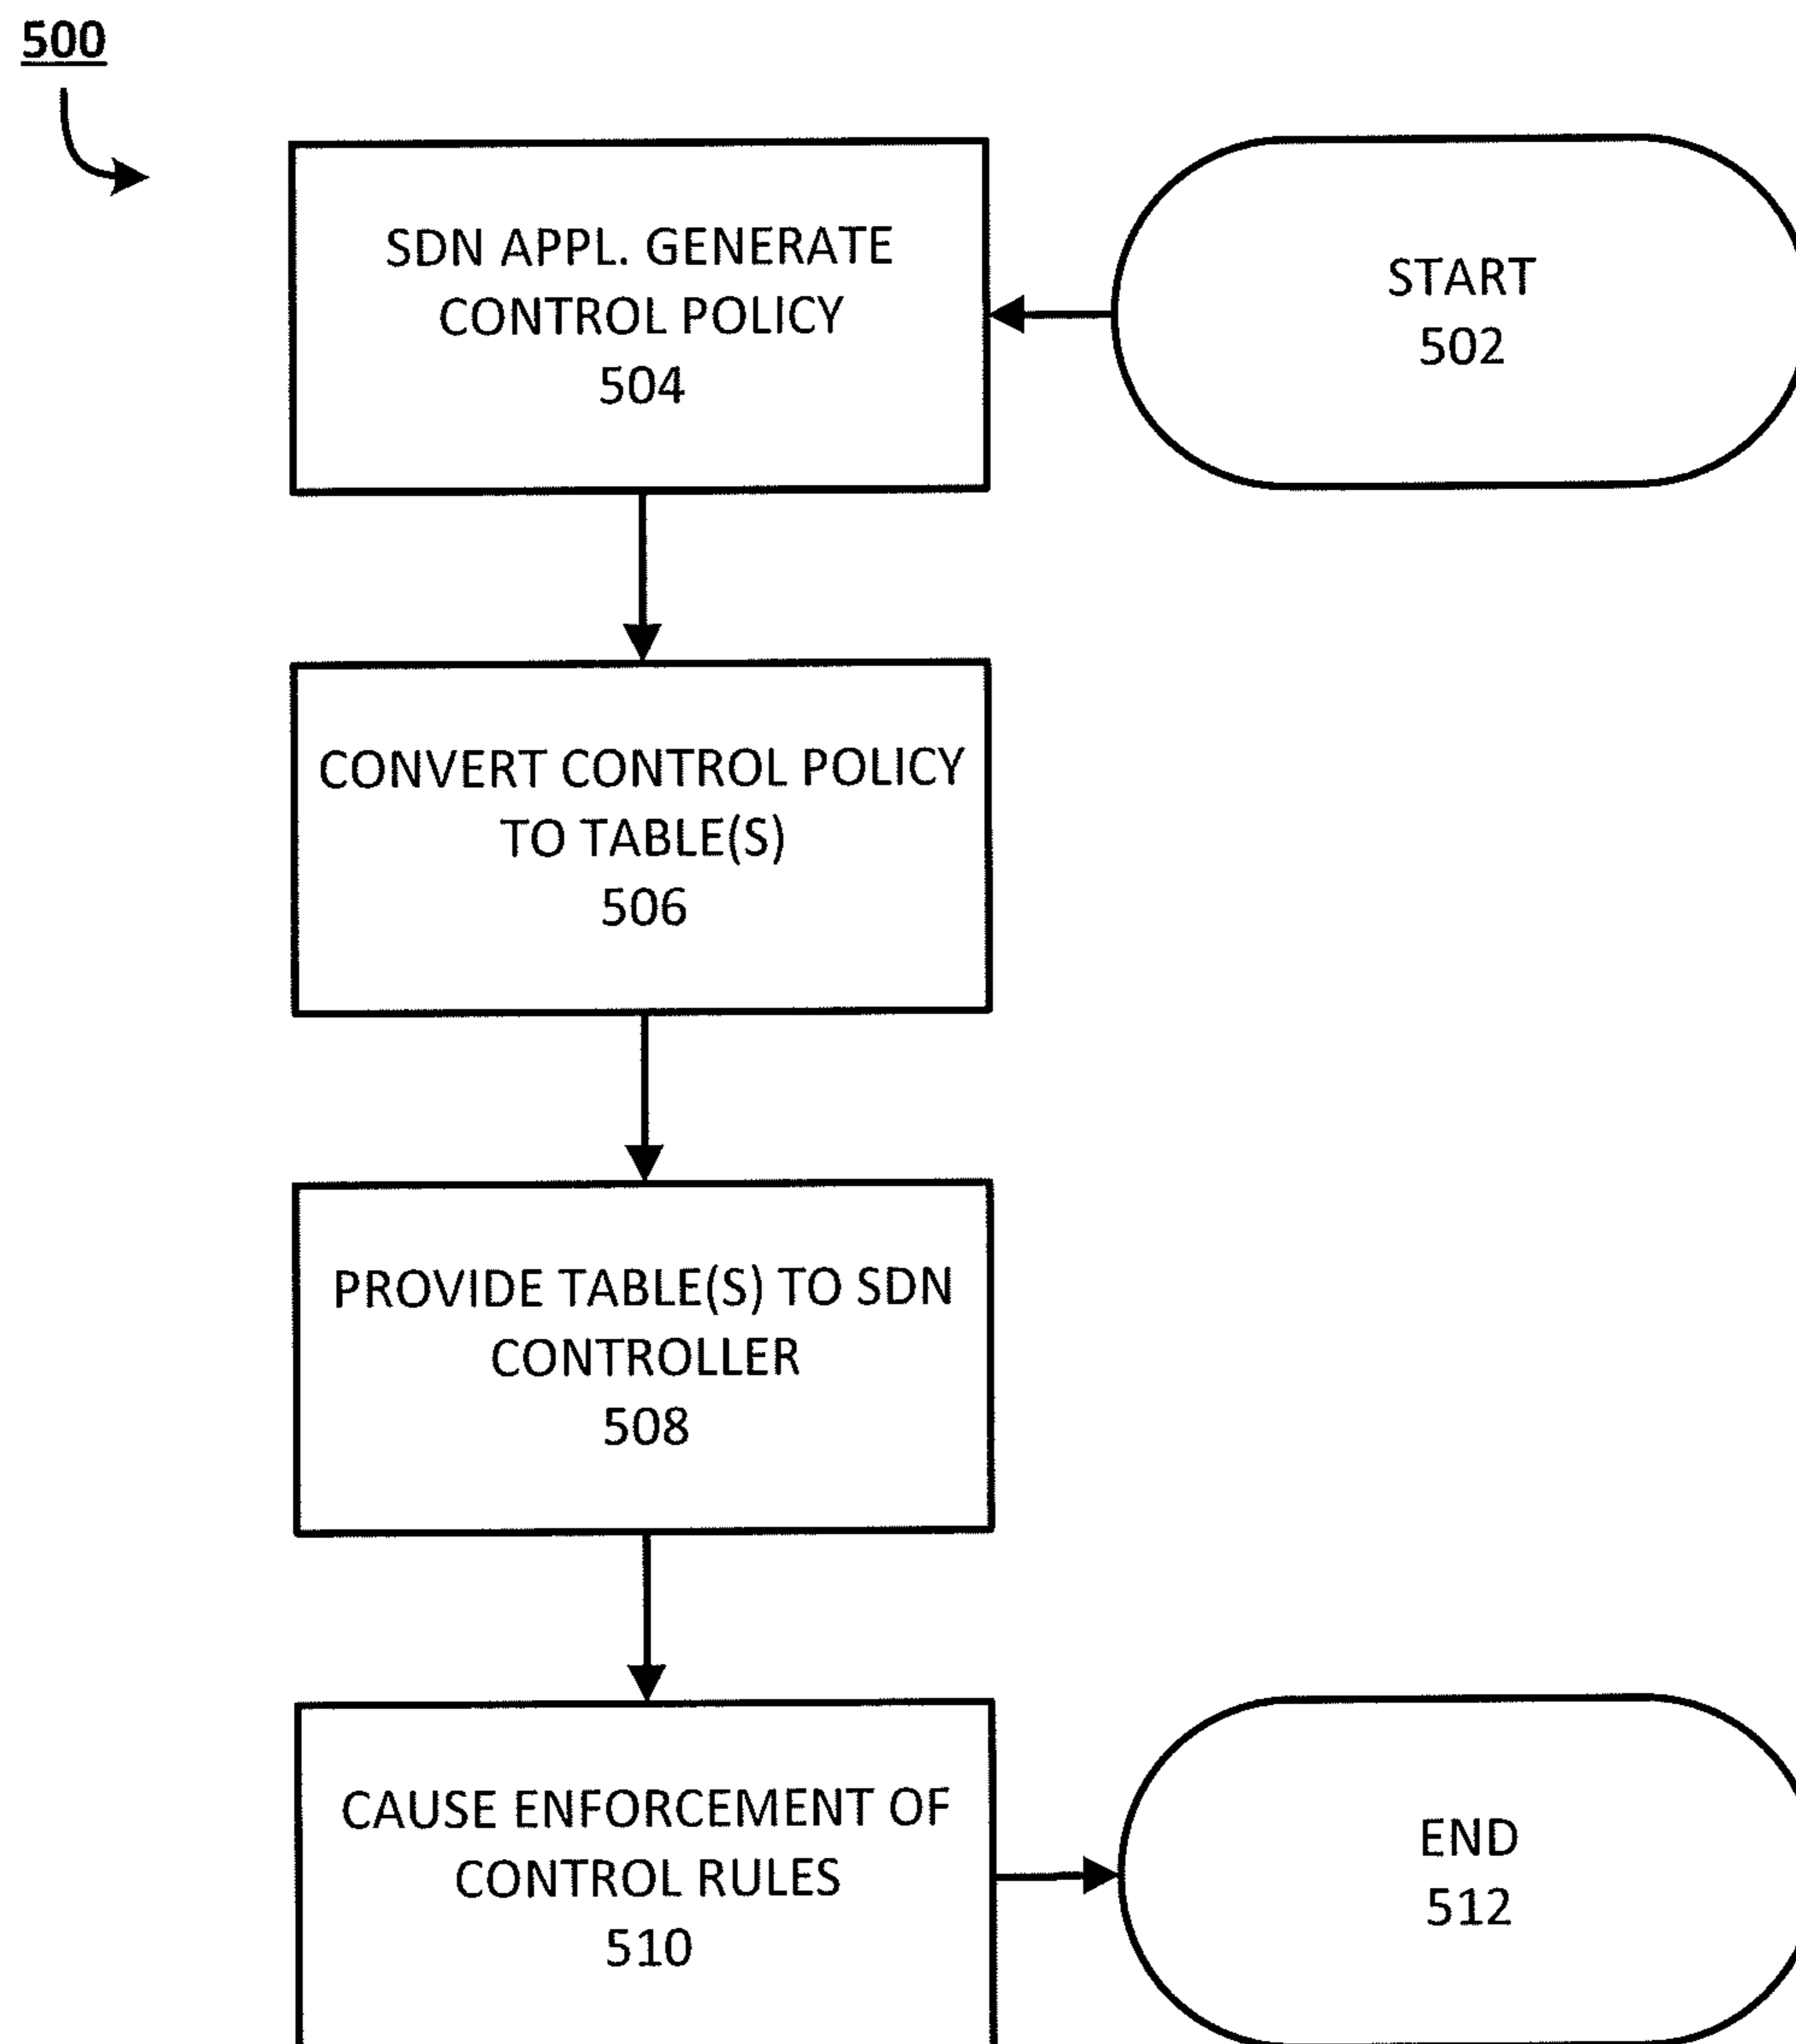 500
START
502
SDN APPL. GENERATE
CONTROL POLICY
504
CONVERT CONTROL POLICY
TO TABLE(S)
506
PROVIDE TABLE(S) TO SDN
CONTROLLER
508
CAUSE ENFORCEMENT OF
CONTROL RULES
510
END
512